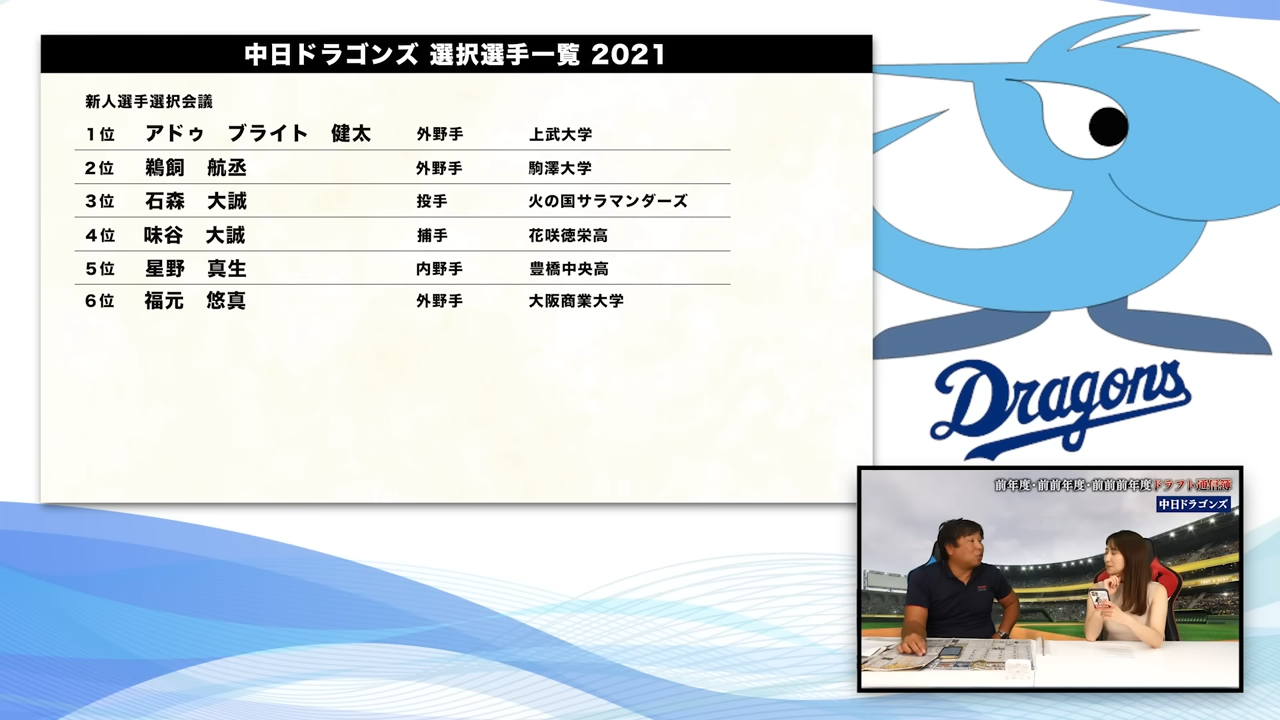 中日ドラゴンズ 選択選手一覧 2021
新人選手選択会議
1位 アドゥ ブライト 健太 外野手 上武大学
2位 鵜飼 航丞 外野手 駒澤大学
3位 石森 大誠 投手 火の国サラマンダーズ
4位 味谷 大誠 捕手 花咲徳栄高
5位 星野 真生 内野手 豊橋中央高
6位 福元 悠真 外野手 大阪商業大学
Dragons
前年度・前前年度・前前前年度ドラフト通信簿
中日ドラゴンズ